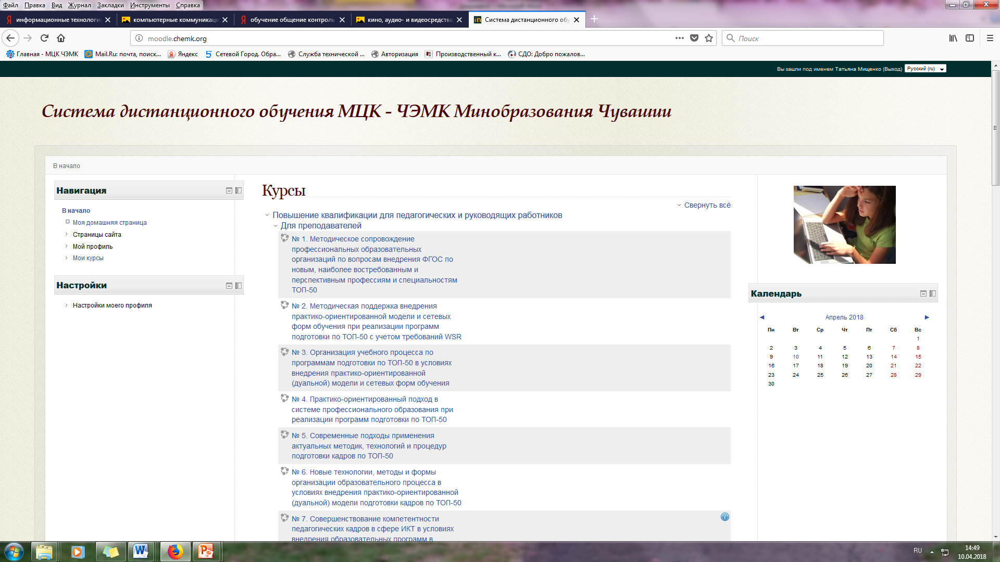 Файл Правка Вид Журнал Закладки Инструменты Справка
информационные технологи
компьютерные коммуникац
обучение общение контроль
кино, аудио- и видеосредства
Система дистанционного обу
moodle.chemk.org
Поиск
Главная - МЦК ЧЭМК
Mail.Ru: почта, поиск...
Яндекс
Сетевой Город. Обра...
Служба технической ...
Авторизация
Производственный к...
СДО: Добро пожалов...
Вы зашли под именем Татьяна Мищенко (Выход)
Русский (ru)
Система дистанционного обучения МЦК - ЧЭМК Минобразования Чувашии
В начало
Навигация
В начало
Моя домашняя страница
Страницы сайта
Мой профиль
Мои курсы
Настройки
Настройки моего профиля
Курсы
Свернуть всё
Повышение квалификации для педагогических и руководящих работников
Для преподавателей
№ 1. Методическое сопровождение
профессиональных образовательных
организаций по вопросам внедрения ФГОС по
новым, наиболее востребованным и
перспективным профессиям и специальностям
ТОП-50
№ 2. Методическая поддержка внедрения
практико-ориентированной модели и сетевых
форм обучения при реализации программ
подготовки по ТОП-50 с учетом требований WSR
№ 3. Организация учебного процесса по
программам подготовки по ТОП-50 в условиях
внедрения практико-ориентированной
(дуальной) модели и сетевых форм обучения
№ 4. Практико-ориентированный подход в
системе профессионального образования при
реализации программ подготовки по ТОП-50
№ 5. Современные подходы применения
актуальных методик, технологий и процедур
подготовки кадров по ТОП-50
№ 6. Новые технологии, методы и формы
организации образовательного процесса в
условиях внедрения практико-ориентированной
(дуальной) модели подготовки кадров по ТОП-50
№ 7. Совершенствование компетентности
педагогических кадров в сфере ИКТ в условиях
внедрения образовательных программ в
Календарь
Апрель 2018
Пн Вт Ср Чт Пт Сб Вс
1
2 3 4 5 6 7 8
9 10 11 12 13 14 15
16 17 18 19 20 21 22
23 24 25 26 27 28 29
30
RU
14:49
10.04.2018